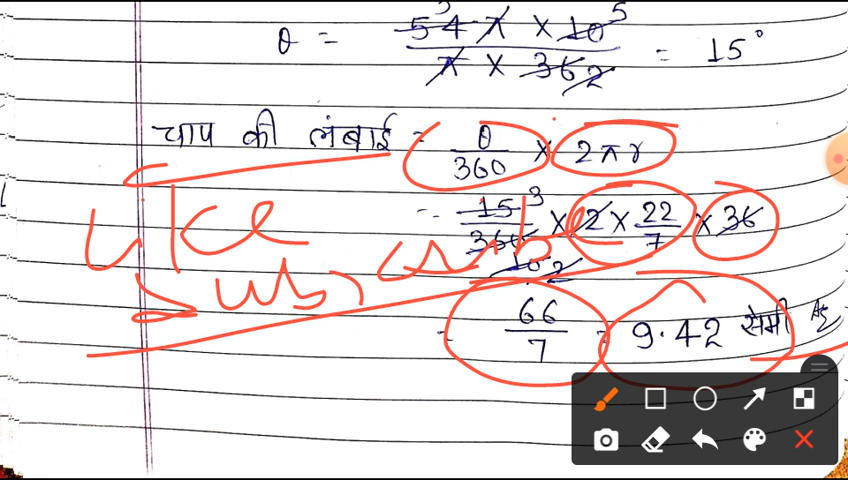 θ = 54 π × 10 / π × 36 2 = 15°
चाप की लंबाई = θ/360 × 2πr
= 15/360 × 2 × 22/7 × 36
Like
Subscribe
= 66/7 = 9.42 सेमी